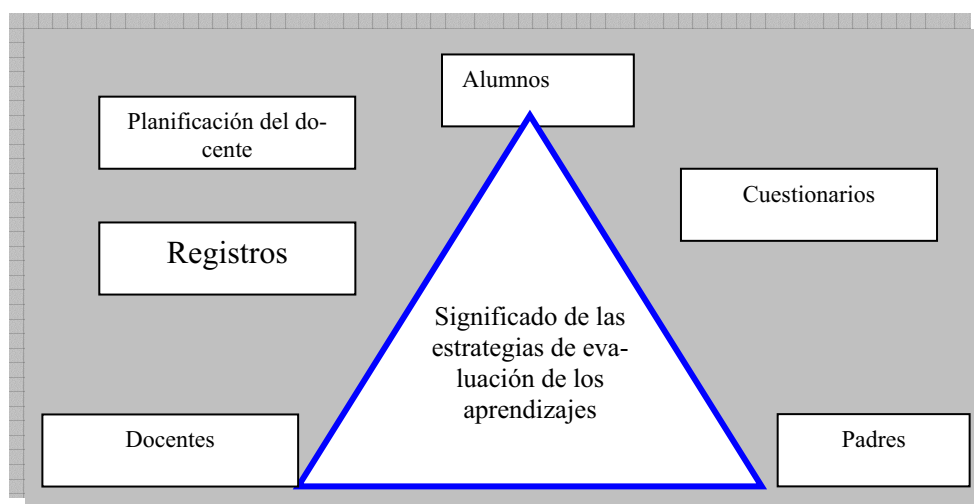 Alumnos
Planificación del do-
cente
Cuestionarios
Registros
Significado de las
estrategias de eva-
luación de los
aprendizajes
Docentes
Padres